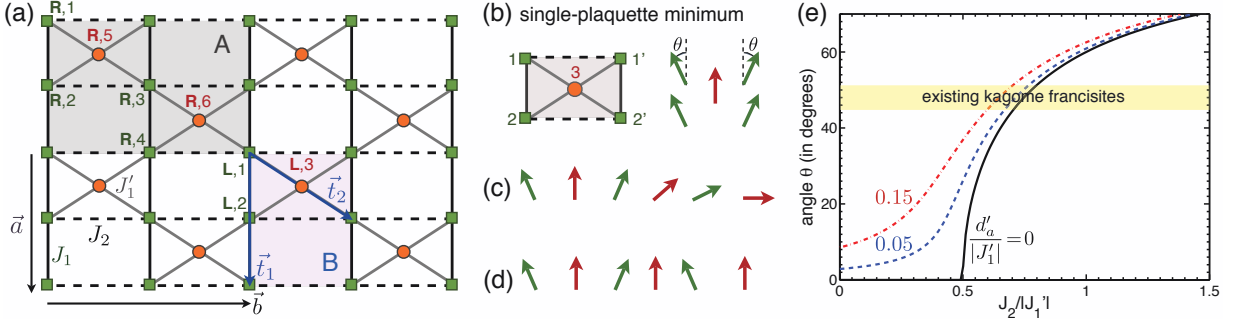 (a)
R,1
R,5
A
R,2
R,3
R,6
R,4
L,1
L,3
J₁′
t⃗₂
L,2
a⃗
J₂
J₁
t⃗₁
B
b⃗
(b) single-plaquette minimum
θ θ
1 1'
3
2 2'
(c)
(d)
(e)
angle θ (in degrees)
60
40
20
0
existing kagome francisites
0.15
0.05
d′ₐ/|J₁′| = 0
0 0.5 1 1.5
J₂/|J₁'|